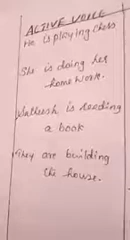 ACTIVE VOICE
He is playing Chess
She is doing her
home work.
is reading
a book
They are building
the house.